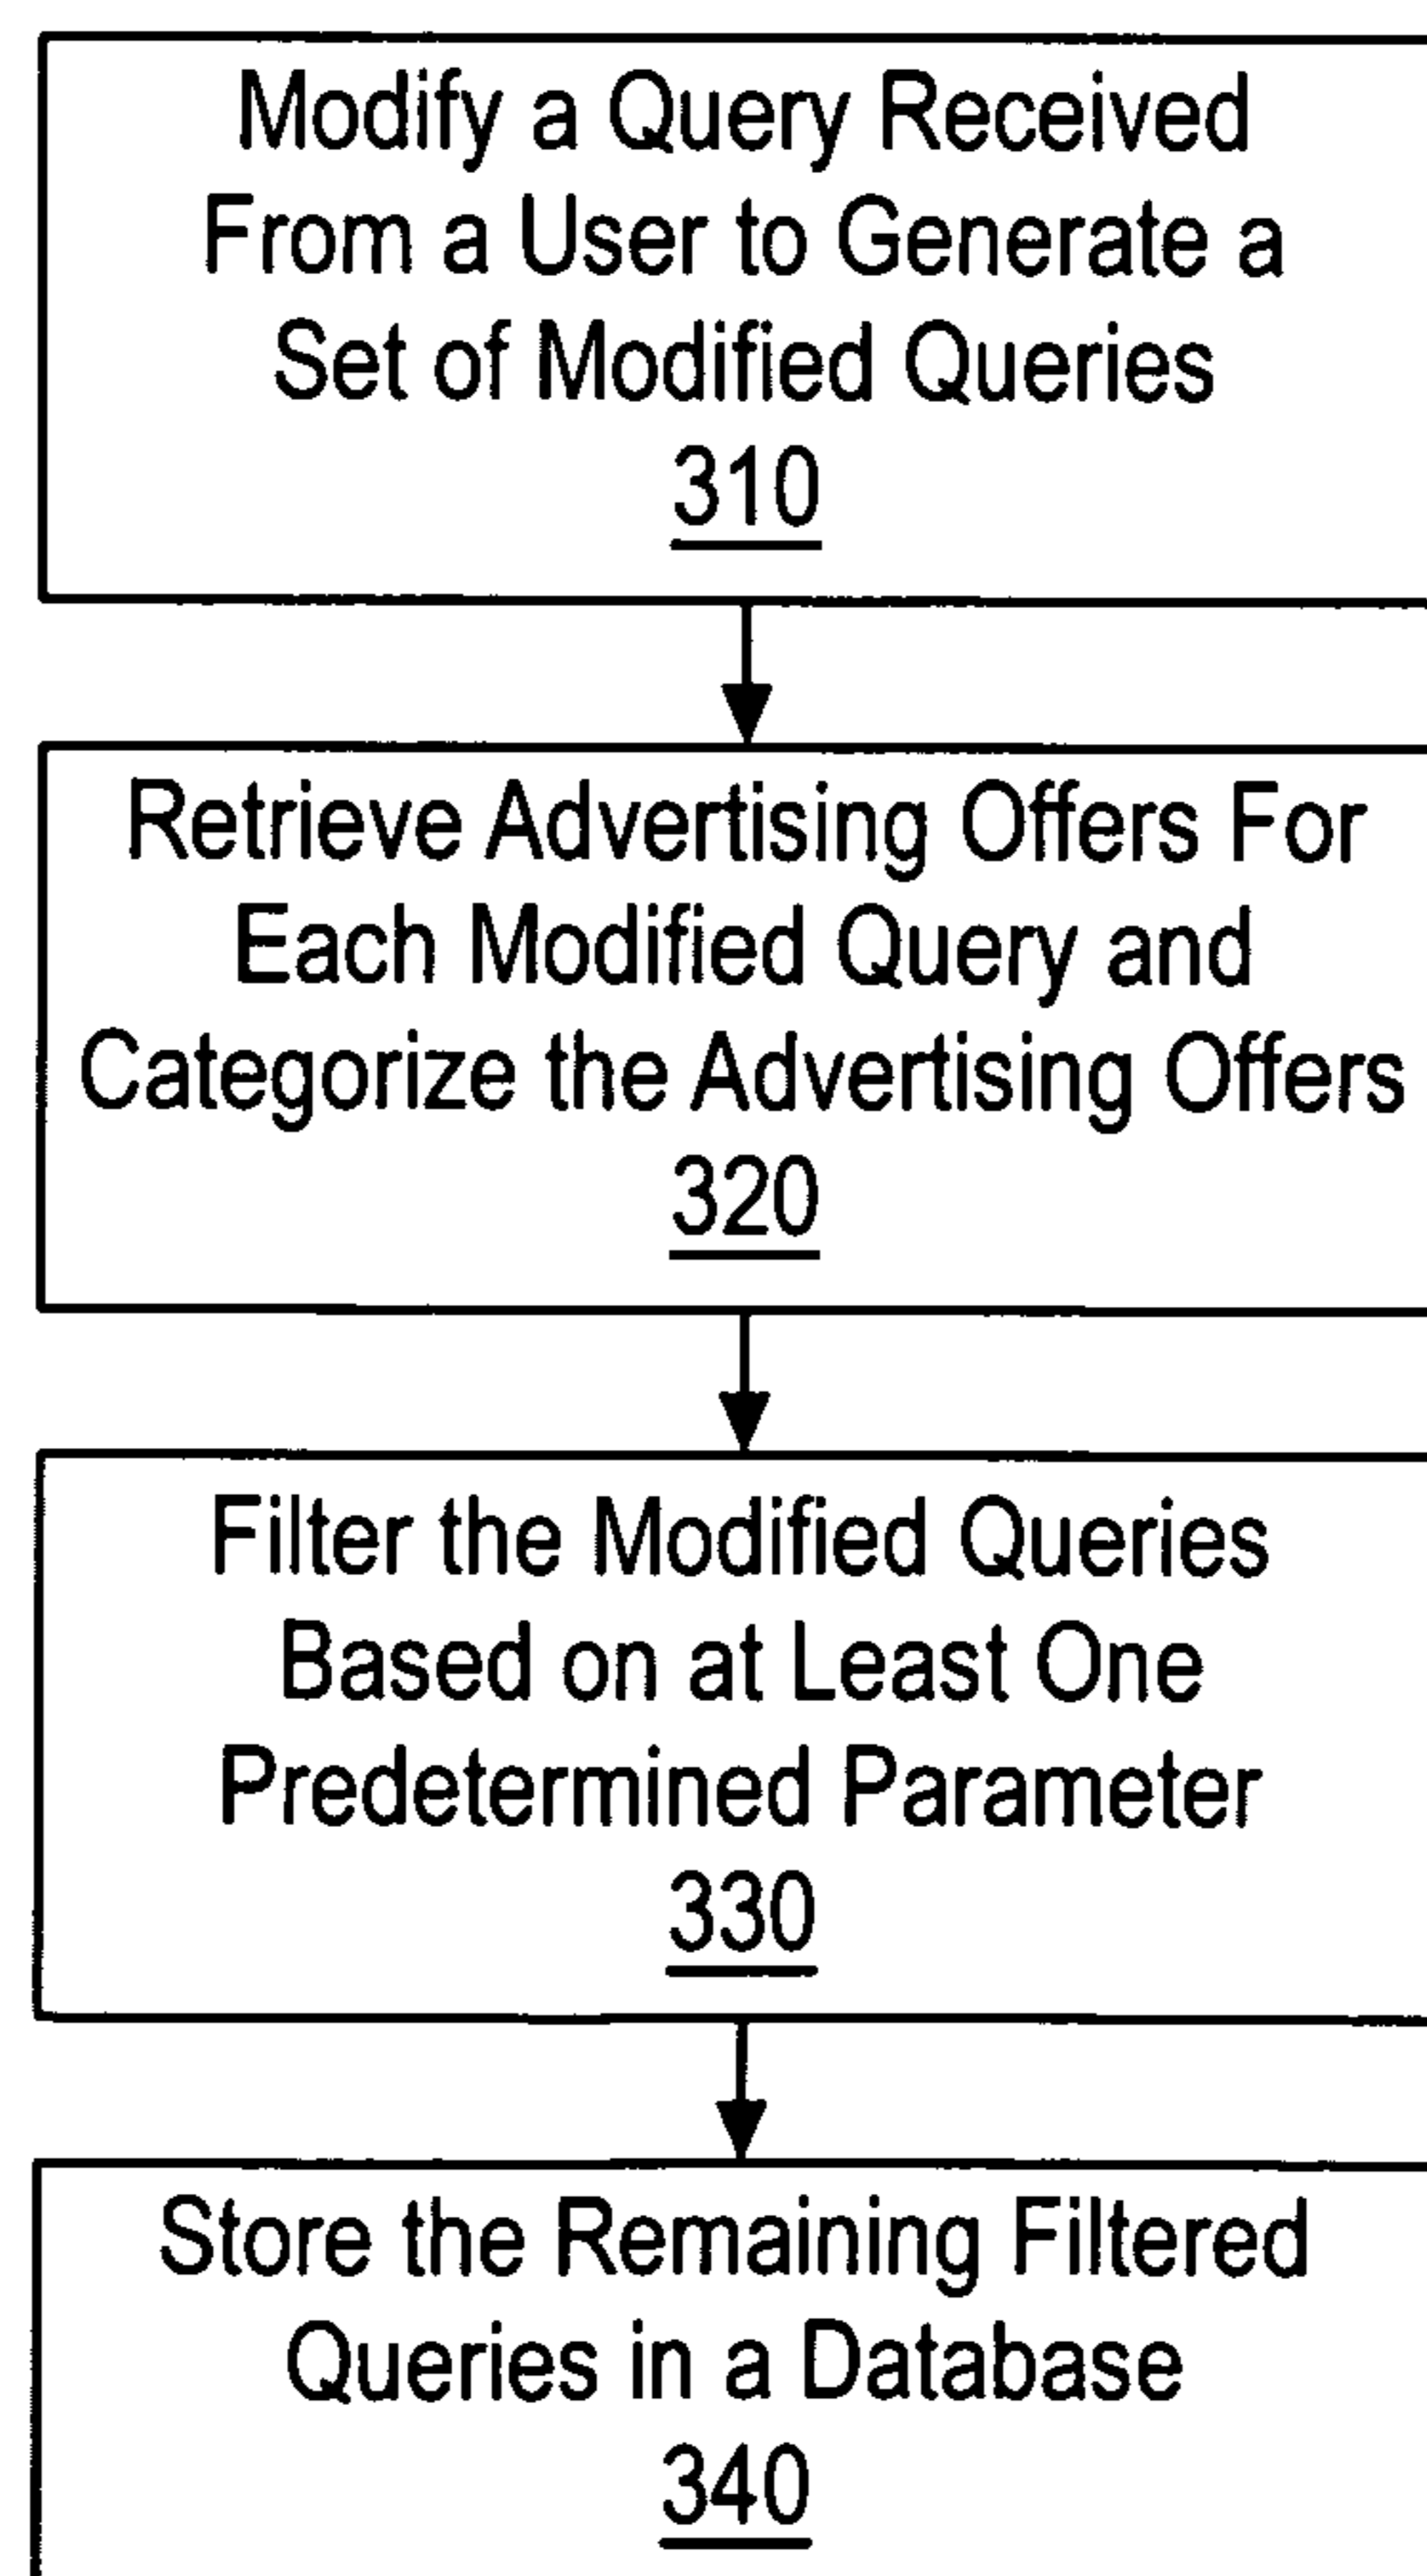 Modify a Query Received
From a User to Generate a
Set of Modified Queries
310
Retrieve Advertising Offers For
Each Modified Query and
Categorize the Advertising Offers
320
Filter the Modified Queries
Based on at Least One
Predetermined Parameter
330
Store the Remaining Filtered
Queries in a Database
340